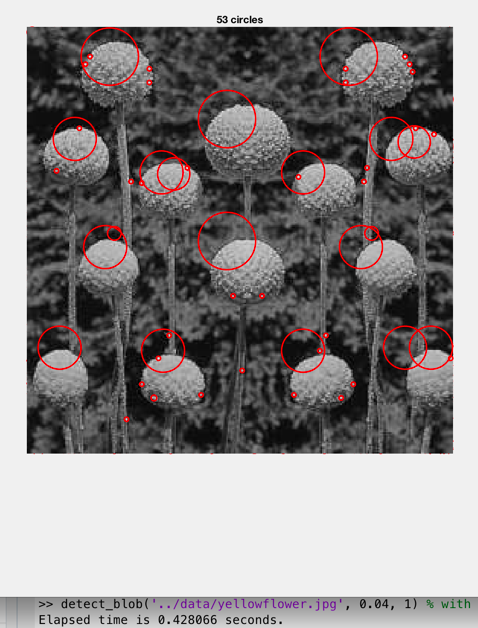 53 circles
>> detect_blob('../data/yellowflower.jpg', 0.04, 1) % with
Elapsed time is 0.428066 seconds.